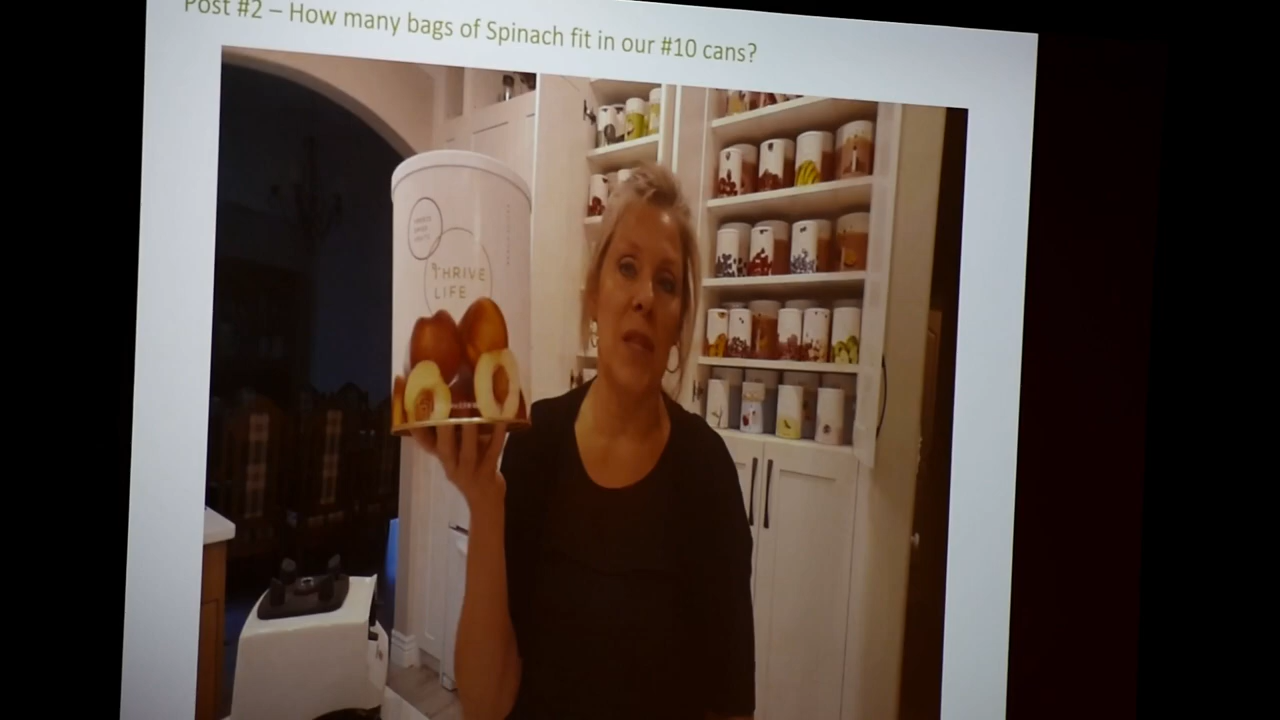 Post #2 – How many bags of Spinach fit in our #10 cans?
THRIVE
LIFE